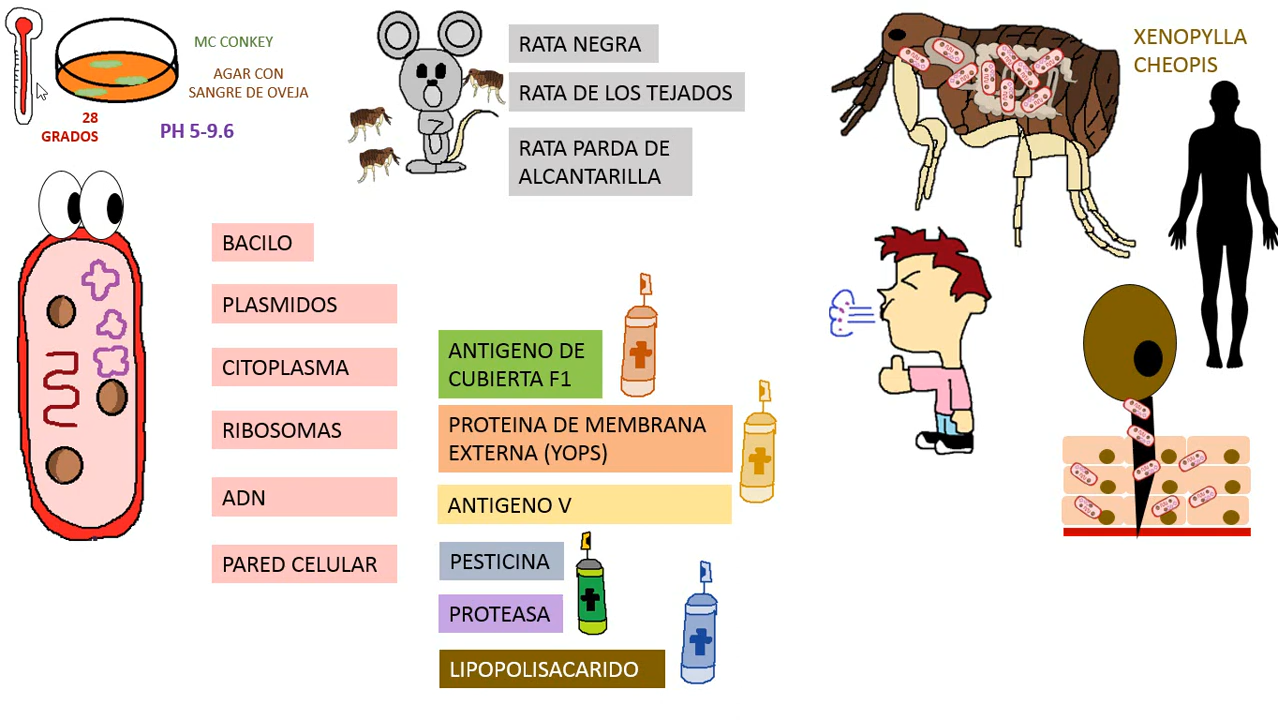 MC CONKEY
AGAR CON
SANGRE DE OVEJA
28
GRADOS
PH 5-9.6
RATA NEGRA
RATA DE LOS TEJADOS
RATA PARDA DE
ALCANTARILLA
XENOPYLLA
CHEOPIS
BACILO
PLASMIDOS
CITOPLASMA
RIBOSOMAS
ADN
PARED CELULAR
ANTIGENO DE
CUBIERTA F1
PROTEINA DE MEMBRANA
EXTERNA (YOPS)
ANTIGENO V
PESTICINA
PROTEASA
LIPOPOLISACARIDO